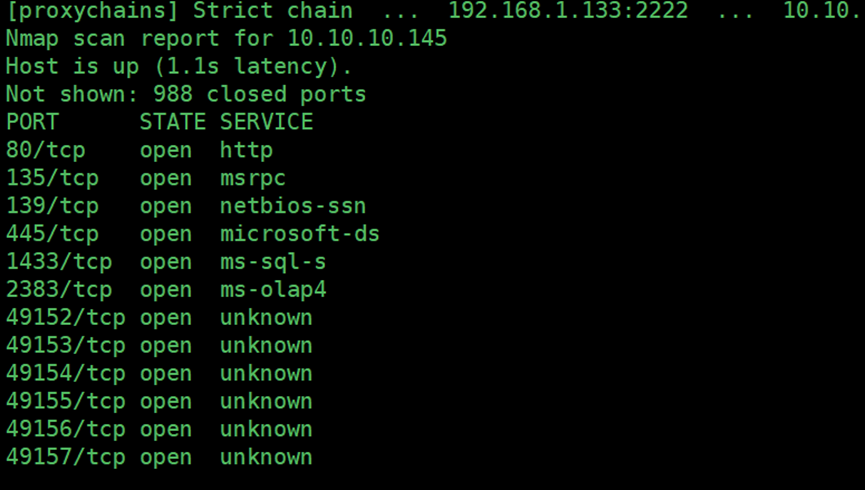 [proxychains] Strict chain  ...  192.168.1.133:2222  ...  10.10.
Nmap scan report for 10.10.10.145
Host is up (1.1s latency).
Not shown: 988 closed ports
PORT      STATE SERVICE
80/tcp    open  http
135/tcp   open  msrpc
139/tcp   open  netbios-ssn
445/tcp   open  microsoft-ds
1433/tcp  open  ms-sql-s
2383/tcp  open  ms-olap4
49152/tcp open  unknown
49153/tcp open  unknown
49154/tcp open  unknown
49155/tcp open  unknown
49156/tcp open  unknown
49157/tcp open  unknown